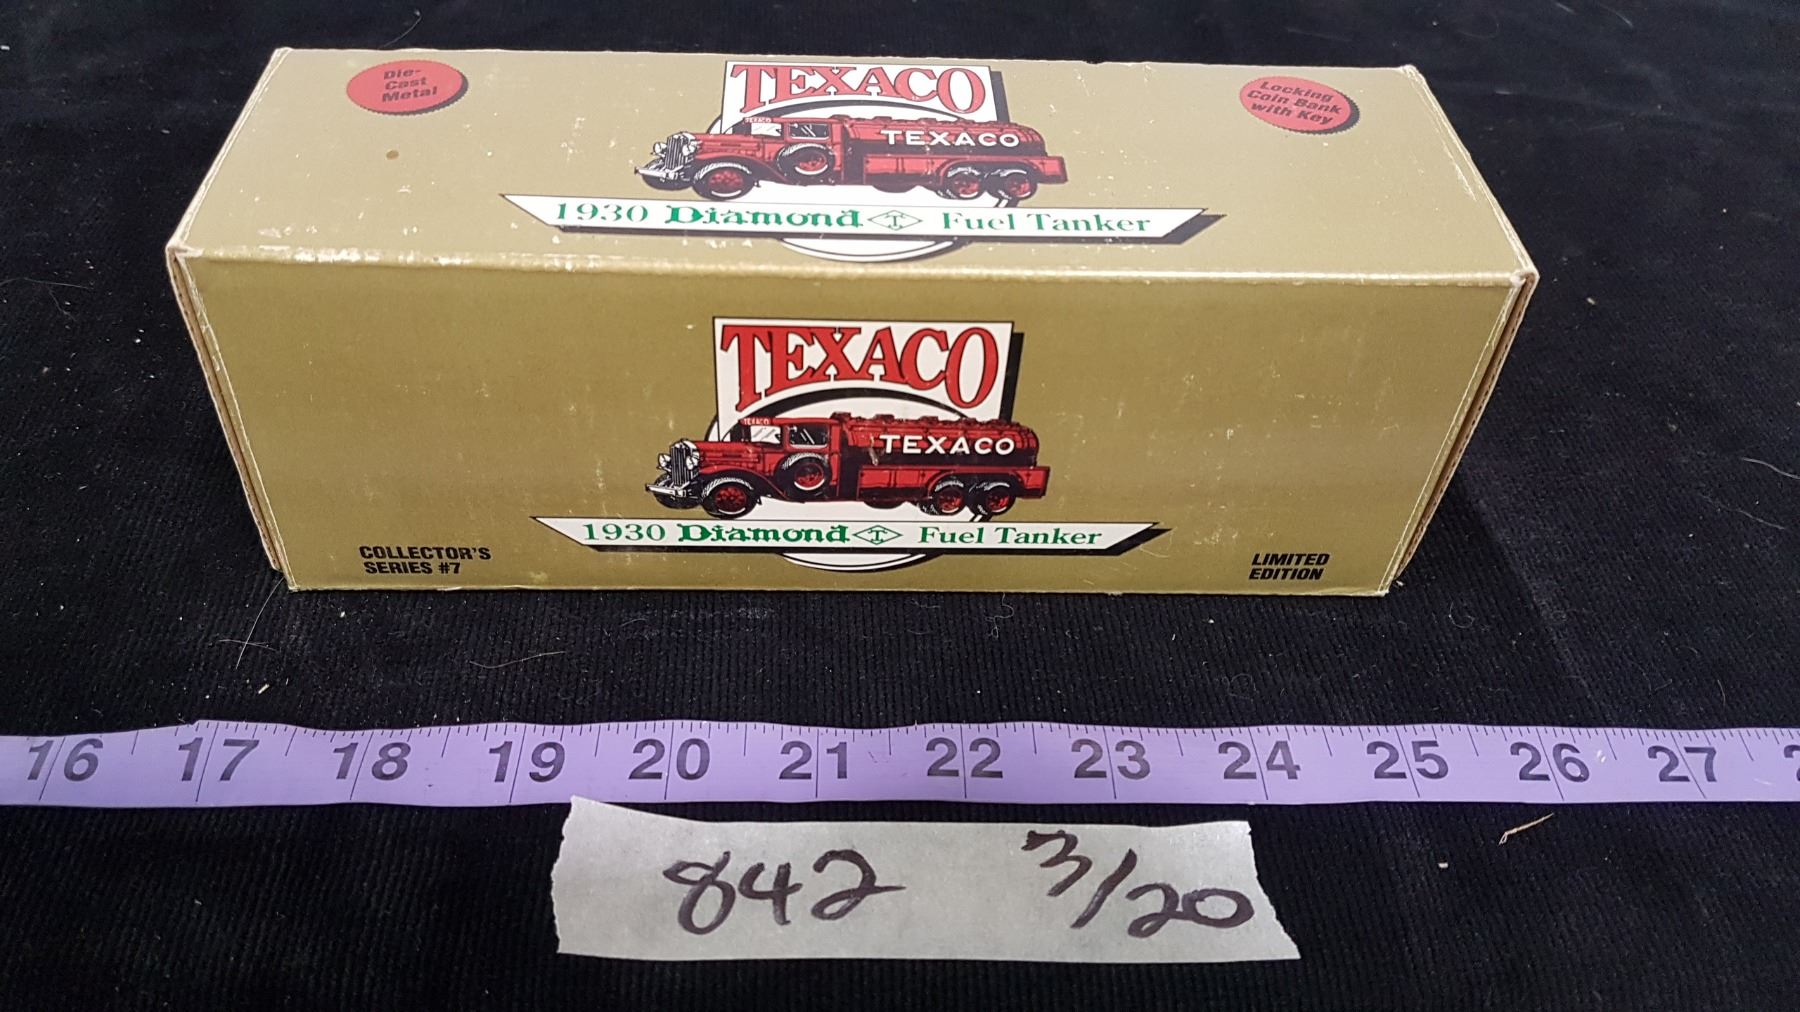 Die-
Cast
Metal
TEXACO
Locking
Coin Bank
with Key
TEXACO
TEXACO
1930 Diamond T Fuel Tanker
TEXACO
TEXACO
TEXACO
1930 Diamond T Fuel Tanker
COLLECTOR'S
SERIES #7
LIMITED
EDITION
16 17 18 19 20 21 22 23 24 25 26 27
842 3/20